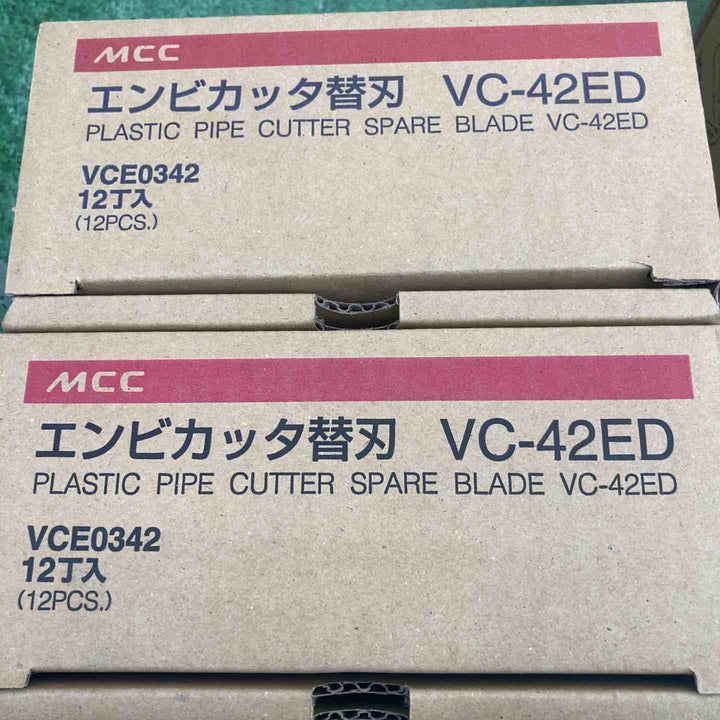 MCC
エンビカッタ替刃 VC-42ED
PLASTIC PIPE CUTTER SPARE BLADE VC-42ED
VCE0342
12丁入
(12PCS.)
MCC
エンビカッタ替刃 VC-42ED
PLASTIC PIPE CUTTER SPARE BLADE VC-42ED
VCE0342
12丁入
(12PCS.)